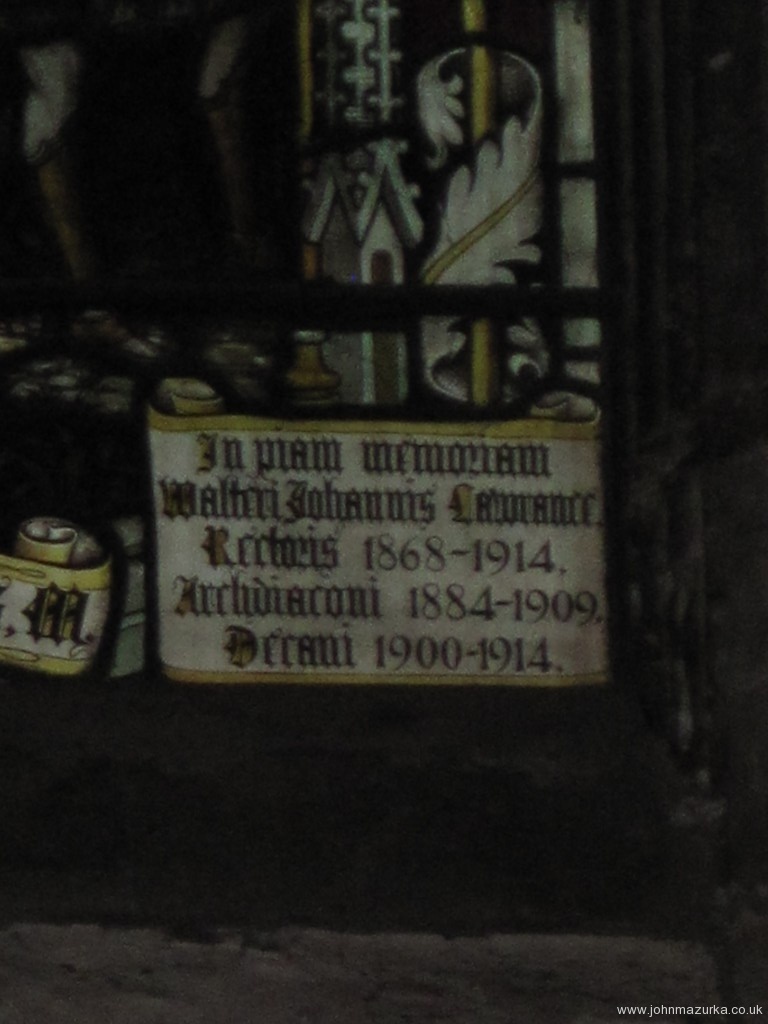 In piam memoriam
Walteri Johannis Lawrance.
Rectoris 1868-1914.
Archidiaconi 1884-1909.
Decani 1900-1914.
M.
www.johnmazurka.co.uk